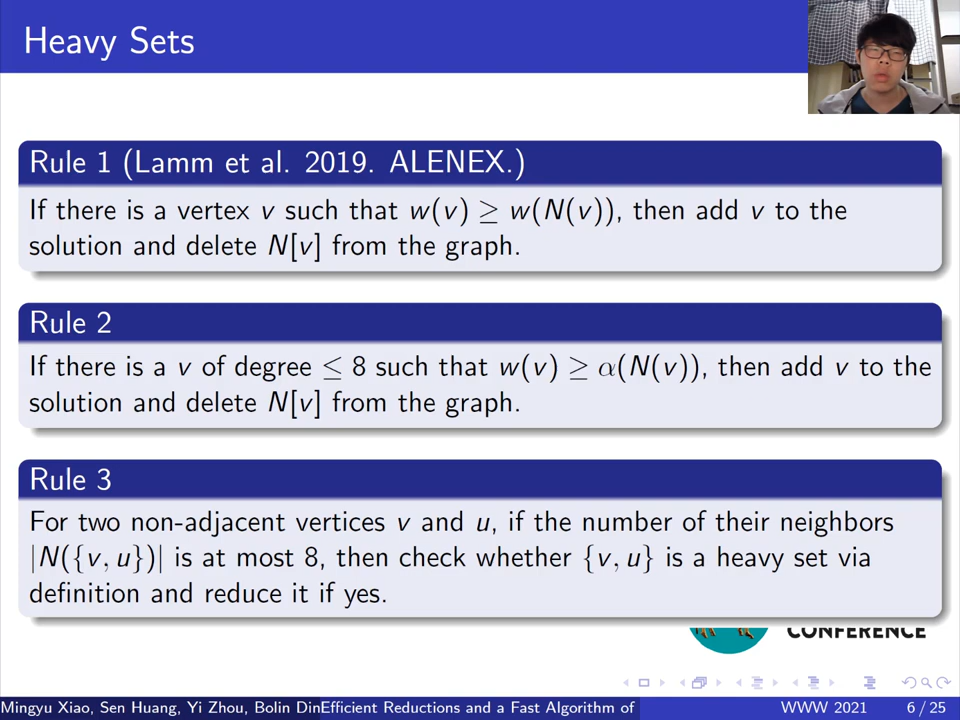 Heavy Sets
Rule 1 (Lamm et al. 2019. ALENEX.)
If there is a vertex v such that w(v) ≥ w(N(v)), then add v to the
solution and delete N[v] from the graph.
Rule 2
If there is a v of degree ≤ 8 such that w(v) ≥ α(N(v)), then add v to the
solution and delete N[v] from the graph.
Rule 3
For two non-adjacent vertices v and u, if the number of their neighbors
|N({v, u})| is at most 8, then check whether {v, u} is a heavy set via
definition and reduce it if yes.
CONFERENCE
Mingyu Xiao, Sen Huang, Yi Zhou, Bolin Din Efficient Reductions and a Fast Algorithm of WWW 2021 6 / 25